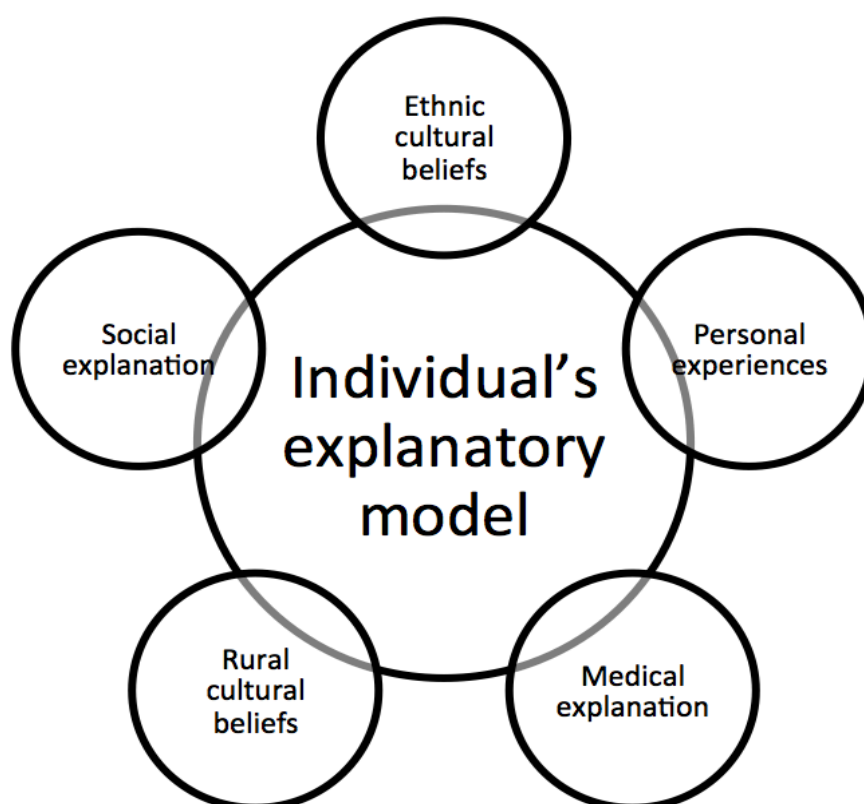 Ethnic
cultural
beliefs
Social
explanation
Personal
experiences
Individual’s
explanatory
model
Rural
cultural
beliefs
Medical
explanation